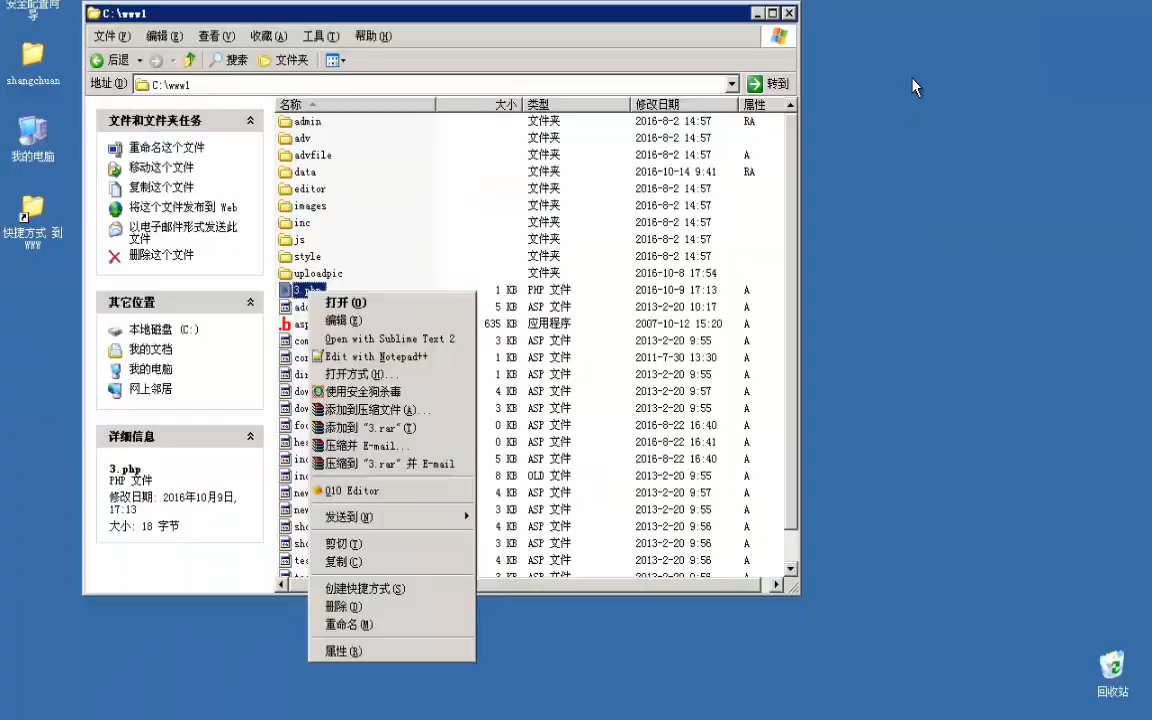 安全配置向
导
shangchuan
我的电脑
快捷方式 到
www
C:\www1
文件(F) 编辑(E) 查看(V) 收藏(A) 工具(T) 帮助(H)
后退 搜索 文件夹
地址(D) C:\www1 转到
文件和文件夹任务
重命名这个文件
移动这个文件
复制这个文件
将这个文件发布到 Web
以电子邮件形式发送此
文件
删除这个文件
其它位置
本地磁盘 (C:)
我的文档
我的电脑
网上邻居
详细信息
3.php
PHP 文件
修改日期: 2016年10月9日,
17:13
大小: 18 字节
名称 大小 类型 修改日期 属性
admin 文件夹 2016-8-2 14:57 RA
adv 文件夹 2016-8-2 14:57
advfile 文件夹 2016-8-2 14:57 A
data 文件夹 2016-10-14 9:41 RA
editor 文件夹 2016-8-2 14:57
images 文件夹 2016-8-2 14:57
inc 文件夹 2016-8-2 14:57
js 文件夹 2016-8-2 14:57
style 文件夹 2016-8-2 14:57
uploadpic 文件夹 2016-10-8 17:54
3.php 1 KB PHP 文件 2016-10-9 17:13 A
5 KB ASP 文件 2013-2-20 10:17 A
asp 635 KB 应用程序 2007-10-12 15:20 A
3 KB ASP 文件 2013-2-20 9:55 A
1 KB ASP 文件 2011-7-30 13:30 A
dir 1 KB ASP 文件 2013-2-20 9:55 A
dow 4 KB ASP 文件 2013-2-20 9:57 A
dow 3 KB ASP 文件 2013-2-20 9:55 A
foo 0 KB ASP 文件 2016-8-22 16:40 A
hea 0 KB ASP 文件 2016-8-22 16:41 A
inc 5 KB ASP 文件 2016-8-22 16:40 A
inc 8 KB OLD 文件 2013-2-20 9:55 A
new 4 KB ASP 文件 2013-2-20 9:57 A
new 3 KB ASP 文件 2013-2-20 9:55 A
sho 4 KB ASP 文件 2013-2-20 9:56 A
sho 3 KB ASP 文件 2013-2-20 9:56 A
tes 4 KB ASP 文件 2013-2-20 9:56 A
3 KB ASP 文件 2013-2-20 9:56 A
打开(O)
编辑(E)
Open with Sublime Text 2
Edit with Notepad++
打开方式(H)...
使用安全狗杀毒
添加到压缩文件(A)...
添加到 "3.rar"(T)
压缩并 E-mail...
压缩到 "3.rar" 并 E-mail
Q10 Editor
发送到(N)
剪切(T)
复制(C)
创建快捷方式(S)
删除(D)
重命名(M)
属性(R)
回收站